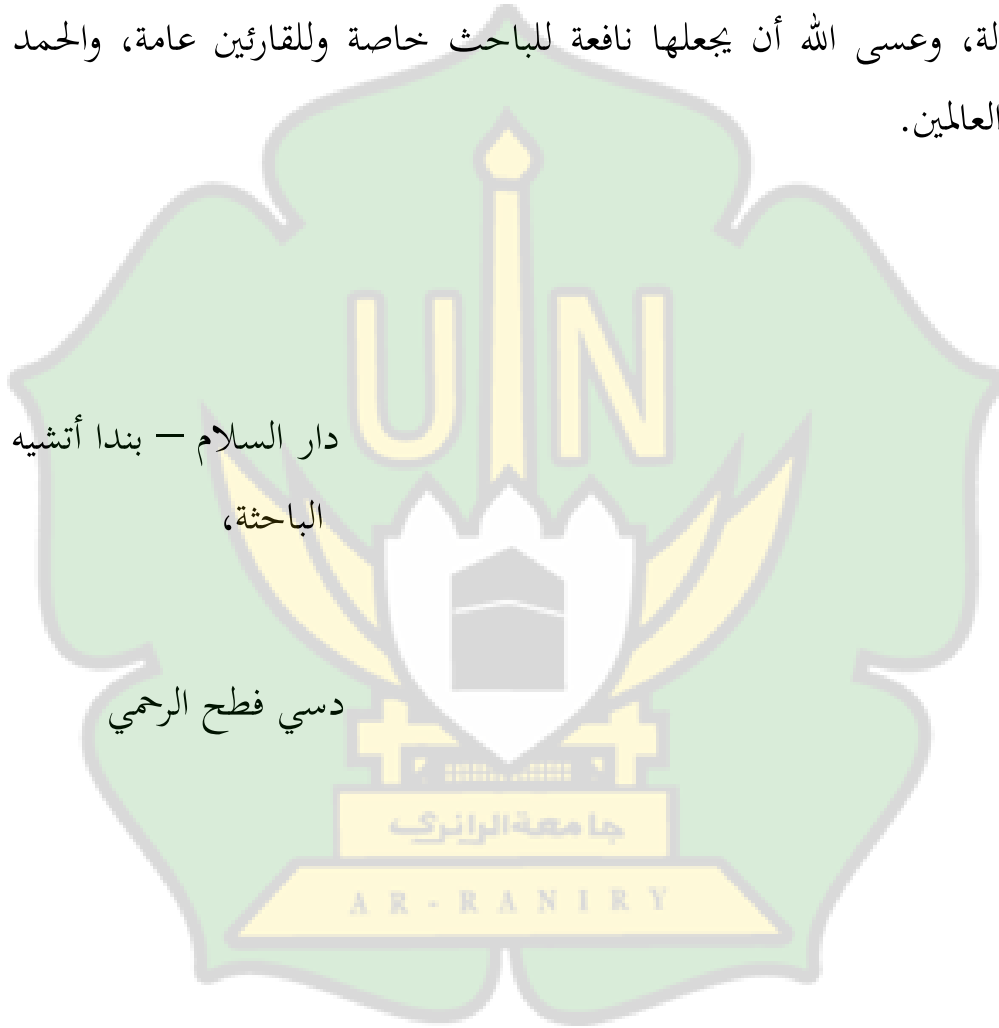 لة، وعسى الله أن يجعلها نافعة للباحث خاصة وللقارئين عامة، والحمد
العالمين.
دار السلام – بندا أتشيه
الباحثة،
دسي فطح الرحمي
UIN
جامعة الرانري
AR-RANIRY